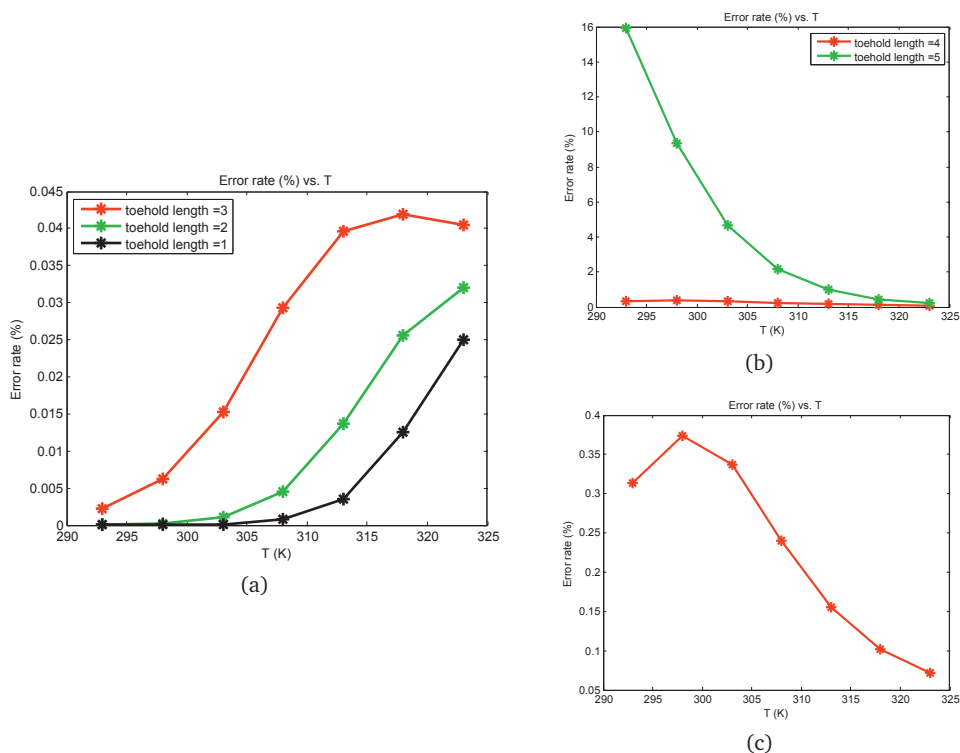 Error rate (%) vs. T
0.045
0.04
0.035
0.03
0.025
0.02
0.015
0.01
0.005
0
Error rate (%)
toehold length =3
toehold length =2
toehold length =1
290 295 300 305 310 315 320 325
T (K)
(a)
Error rate (%) vs. T
16
14
12
10
8
6
4
2
0
Error rate (%)
toehold length =4
toehold length =5
290 295 300 305 310 315 320 325
T (K)
(b)
Error rate (%) vs. T
0.4
0.35
0.3
0.25
0.2
0.15
0.1
0.05
Error rate (%)
290 295 300 305 310 315 320 325
T (K)
(c)